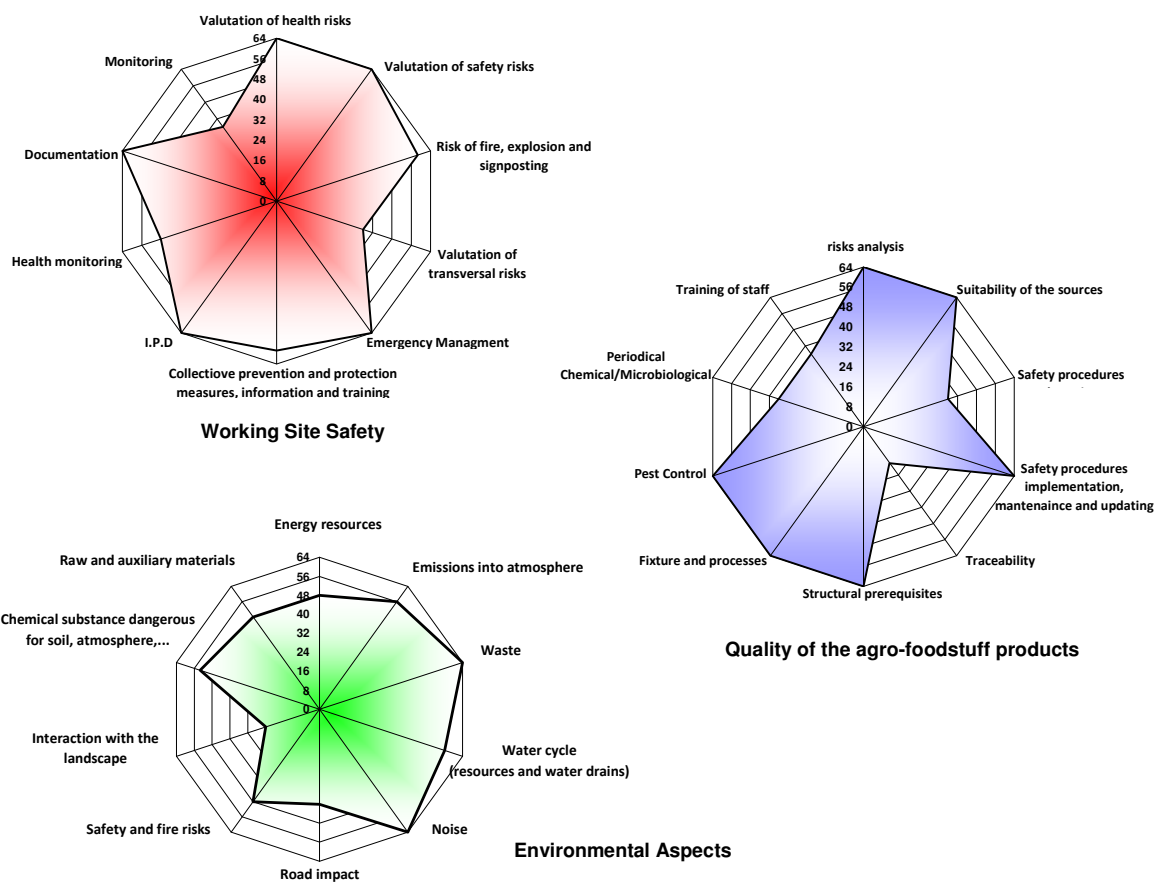 Valutation of health risks
64
56
48
40
32
24
16
8
0
Valutation of safety risks
Risk of fire, explosion and
signposting
Valutation of
transversal risks
Emergency Managment
Collectiove prevention and protection
measures, information and training
I.P.D
Health monitoring
Documentation
Monitoring
Working Site Safety
risks analysis
64
56
48
40
32
24
16
8
0
Suitability of the sources
Safety procedures
Safety procedures
implementation,
mantenaince and updating
Traceability
Structural prerequisites
Fixture and processes
Pest Control
Periodical
Chemical/Microbiological
Training of staff
Quality of the agro-foodstuff products
Energy resources
64
56
48
40
32
24
16
8
0
Emissions into atmosphere
Waste
Water cycle
(resources and water drains)
Noise
Road impact
Safety and fire risks
Interaction with the
landscape
Chemical substance dangerous
for soil, atmosphere,...
Raw and auxiliary materials
Environmental Aspects